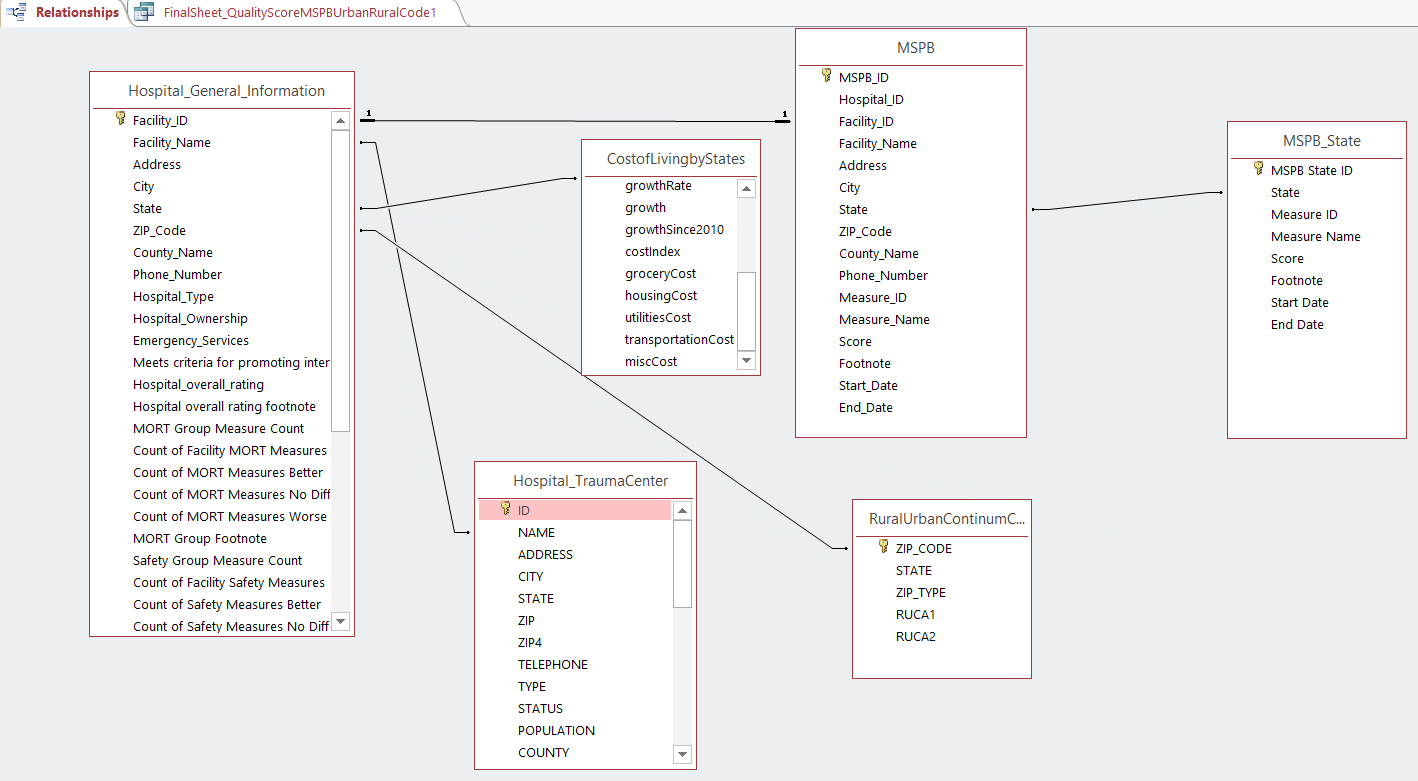 Relationships
FinalSheet_QualityScoreMSPBUrbanRuralCode1
Hospital_General_Information
Facility_ID
Facility_Name
Address
City
State
ZIP_Code
County_Name
Phone_Number
Hospital_Type
Hospital_Ownership
Emergency_Services
Meets criteria for promoting inter
Hospital_overall_rating
Hospital overall rating footnote
MORT Group Measure Count
Count of Facility MORT Measures
Count of MORT Measures Better
Count of MORT Measures No Diff
Count of MORT Measures Worse
MORT Group Footnote
Safety Group Measure Count
Count of Facility Safety Measures
Count of Safety Measures Better
Count of Safety Measures No Diff
1
1
CostofLivingbyStates
growthRate
growth
growthSince2010
costIndex
groceryCost
housingCost
utilitiesCost
transportationCost
miscCost
Hospital_TraumaCenter
ID
NAME
ADDRESS
CITY
STATE
ZIP
ZIP4
TELEPHONE
TYPE
STATUS
POPULATION
COUNTY
MSPB
MSPB_ID
Hospital_ID
Facility_ID
Facility_Name
Address
City
State
ZIP_Code
County_Name
Phone_Number
Measure_ID
Measure_Name
Score
Footnote
Start_Date
End_Date
RuralUrbanContinumC...
ZIP_CODE
STATE
ZIP_TYPE
RUCA1
RUCA2
MSPB_State
MSPB State ID
State
Measure ID
Measure Name
Score
Footnote
Start Date
End Date